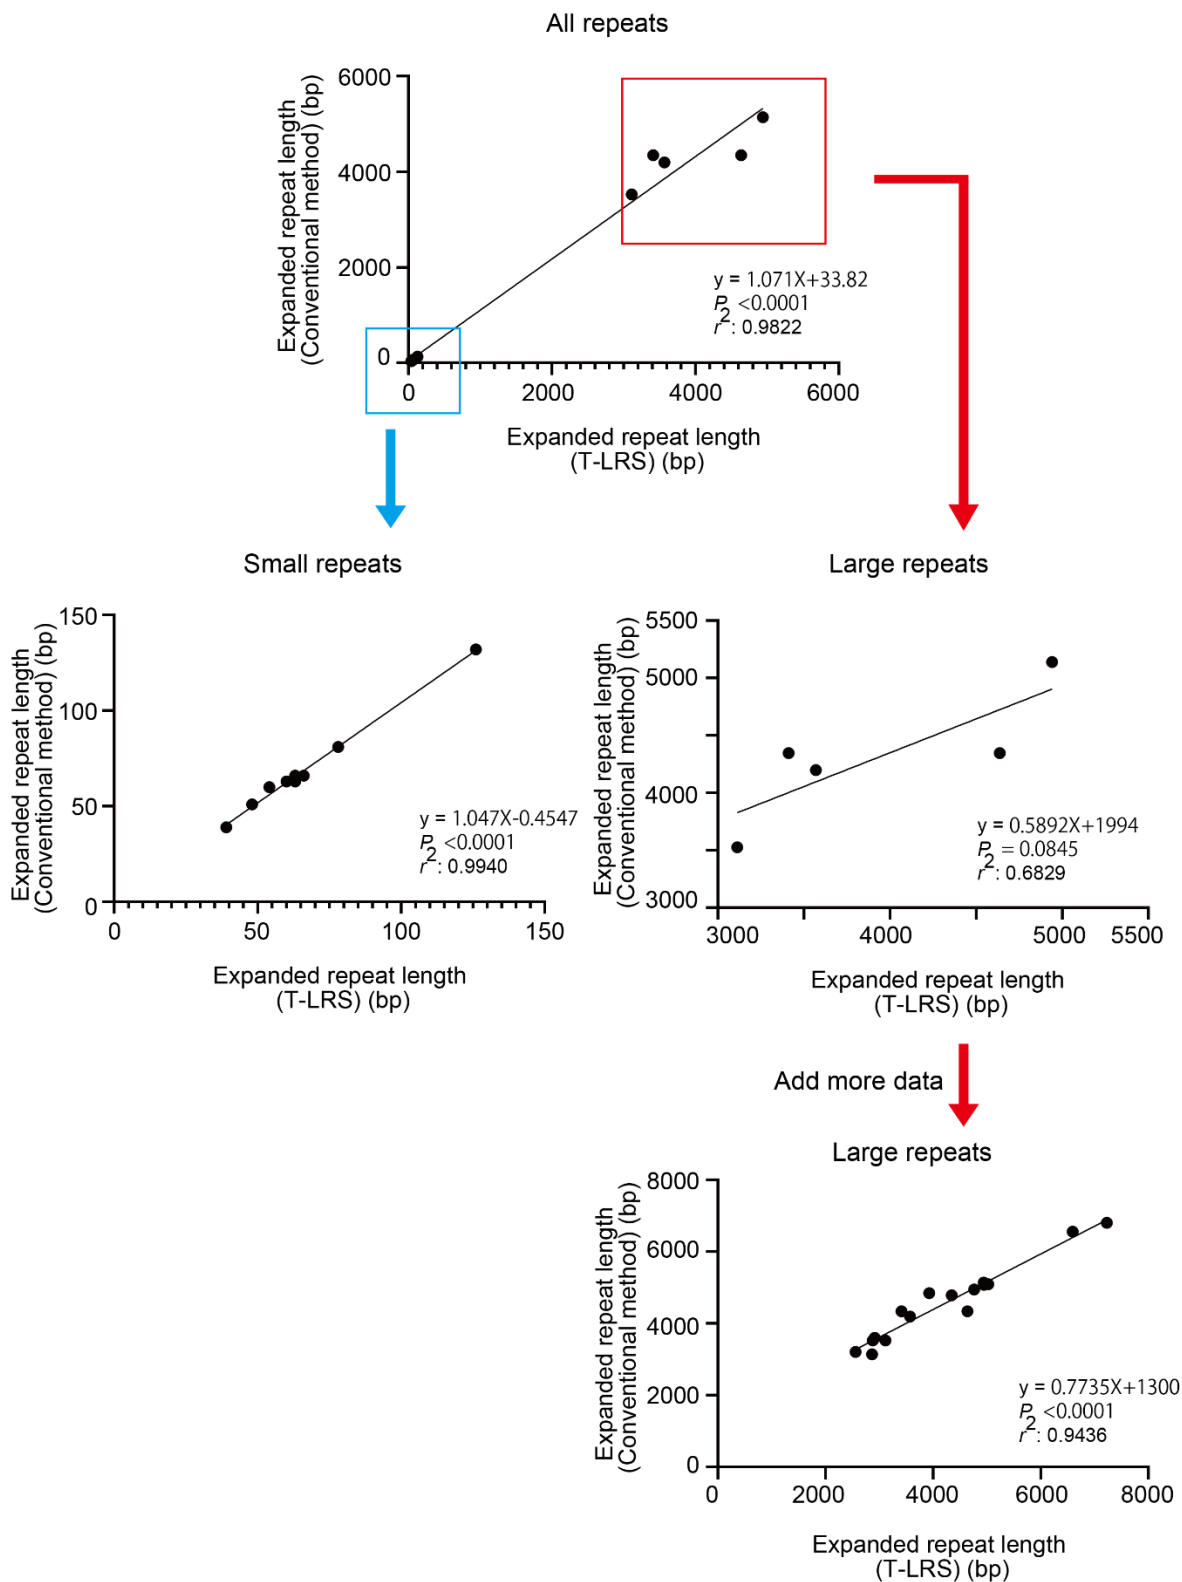 All repeats
Expanded repeat length
(Conventional method) (bp)
6000
4000
2000
0
y = 1.071X+33.82
P <0.0001
r²: 0.9822
0 2000 4000 6000
Expanded repeat length
(T-LRS) (bp)
Small repeats
Expanded repeat length
(Conventional method) (bp)
150
100
50
0
y = 1.047X-0.4547
P <0.0001
r²: 0.9940
0 50 100 150
Expanded repeat length
(T-LRS) (bp)
Large repeats
Expanded repeat length
(Conventional method) (bp)
5500
5000
4000
3000
y = 0.5892X+1994
P = 0.0845
r²: 0.6829
3000 4000 5000 5500
Expanded repeat length
(T-LRS) (bp)
Add more data
Large repeats
Expanded repeat length
(Conventional method) (bp)
8000
6000
4000
2000
0
y = 0.7735X+1300
P <0.0001
r²: 0.9436
0 2000 4000 6000 8000
Expanded repeat length
(T-LRS) (bp)